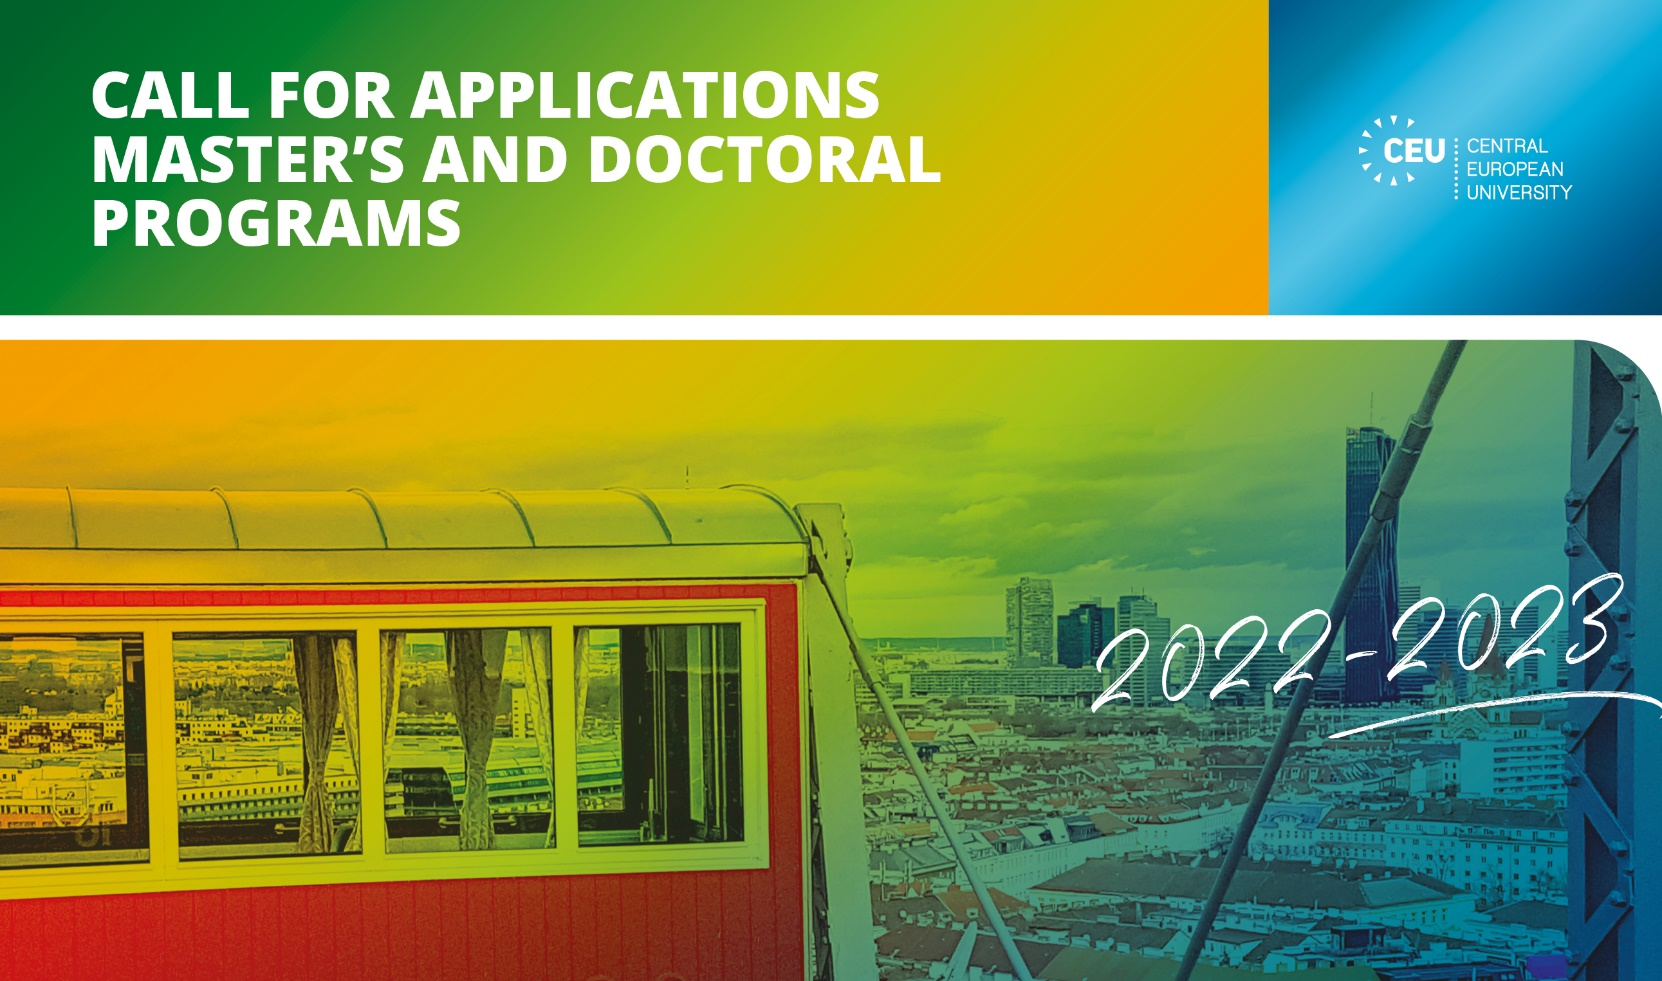 CALL FOR APPLICATIONS
MASTER’S AND DOCTORAL
PROGRAMS
CEU
CENTRAL
EUROPEAN
UNIVERSITY
2022-2023